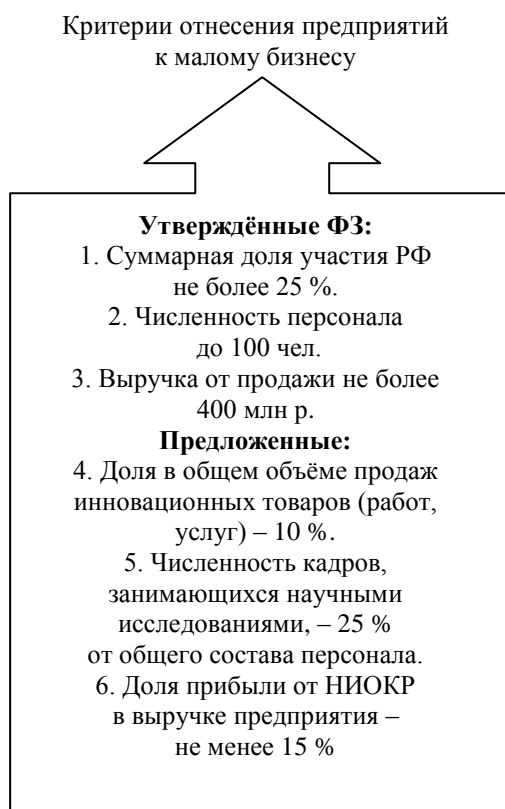 Критерии отнесения предприятий
к малому бизнесу
Утверждённые ФЗ:
1. Суммарная доля участия РФ
не более 25 %.
2. Численность персонала
до 100 чел.
3. Выручка от продажи не более
400 млн р.
Предложенные:
4. Доля в общем объёме продаж
инновационных товаров (работ,
услуг) – 10 %.
5. Численность кадров,
занимающихся научными
исследованиями, – 25 %
от общего состава персонала.
6. Доля прибыли от НИОКР
в выручке предприятия –
не менее 15 %